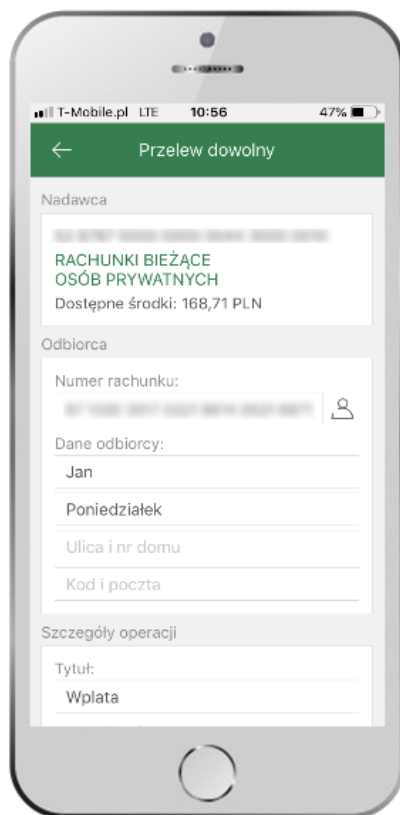 T-Mobile.pl LTE 10:56 47%
Przelew dowolny
Nadawca
RACHUNKI BIEŻĄCE
OSÓB PRYWATNYCH
Dostępne środki: 168,71 PLN
Odbiorca
Numer rachunku:
Dane odbiorcy:
Jan
Poniedziałek
Ulica i nr domu
Kod i poczta
Szczegóły operacji
Tytuł:
Wplata